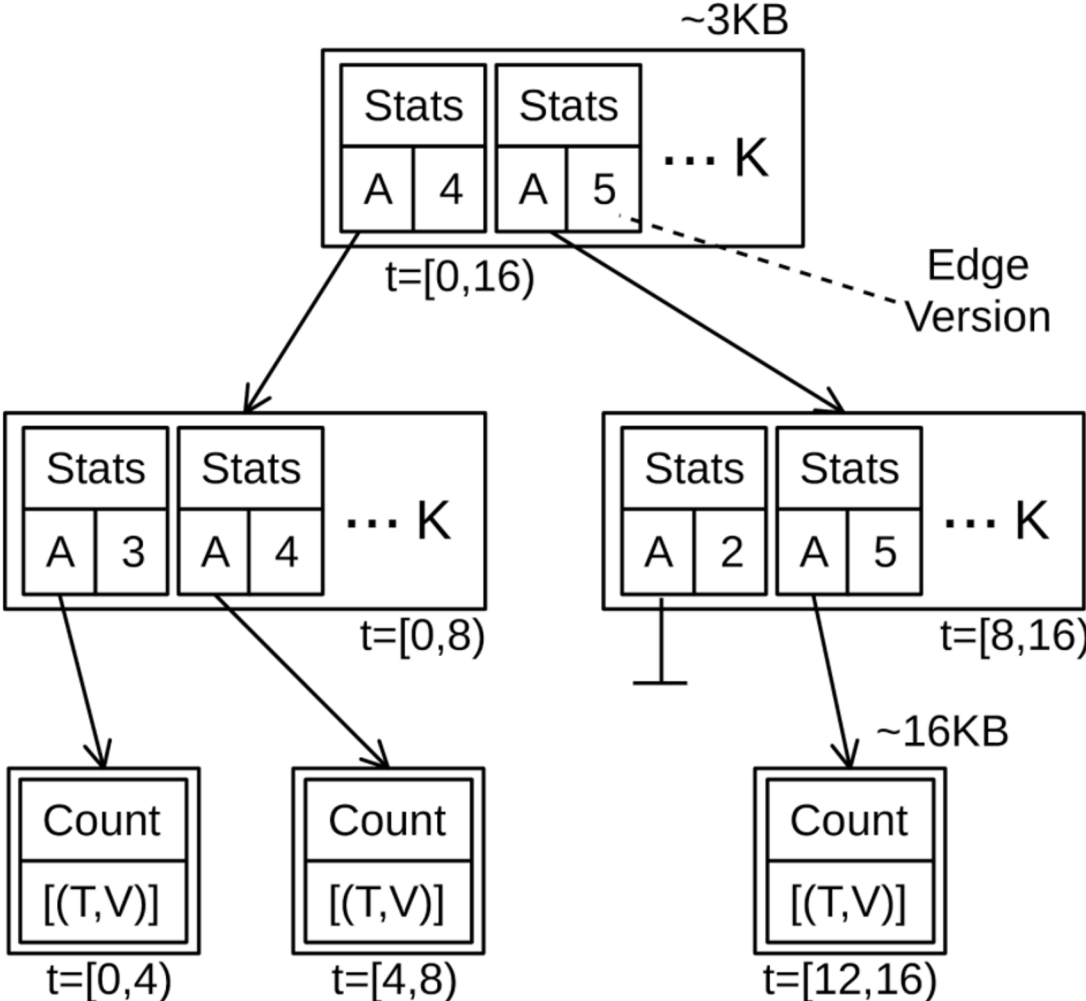 ~3KB
Stats Stats
A 4 A 5 ... K
t=[0,16)
Edge
Version
Stats Stats
A 3 A 4 ... K
t=[0,8)
Stats Stats
A 2 A 5 ... K
t=[8,16)
~16KB
Count
[(T,V)]
t=[0,4)
Count
[(T,V)]
t=[4,8)
Count
[(T,V)]
t=[12,16)